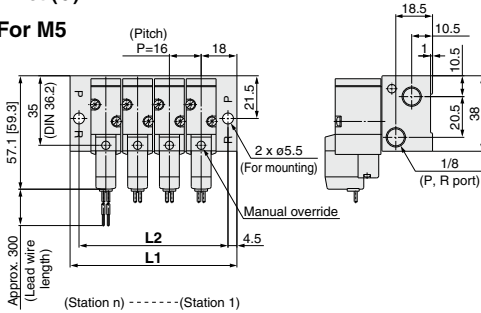 For M5
(Pitch)
P=16
18
18.5
10.5
1
10.5
20.5
38
35
(DIN 36.2)
57.1 [59.3]
P
R
P
R
21.5
2 x ø5.5
(For mounting)
1/8
(P, R port)
Manual override
L2
4.5
L1
Approx. 300
(Lead wire
length)
(Station n) ------(Station 1)